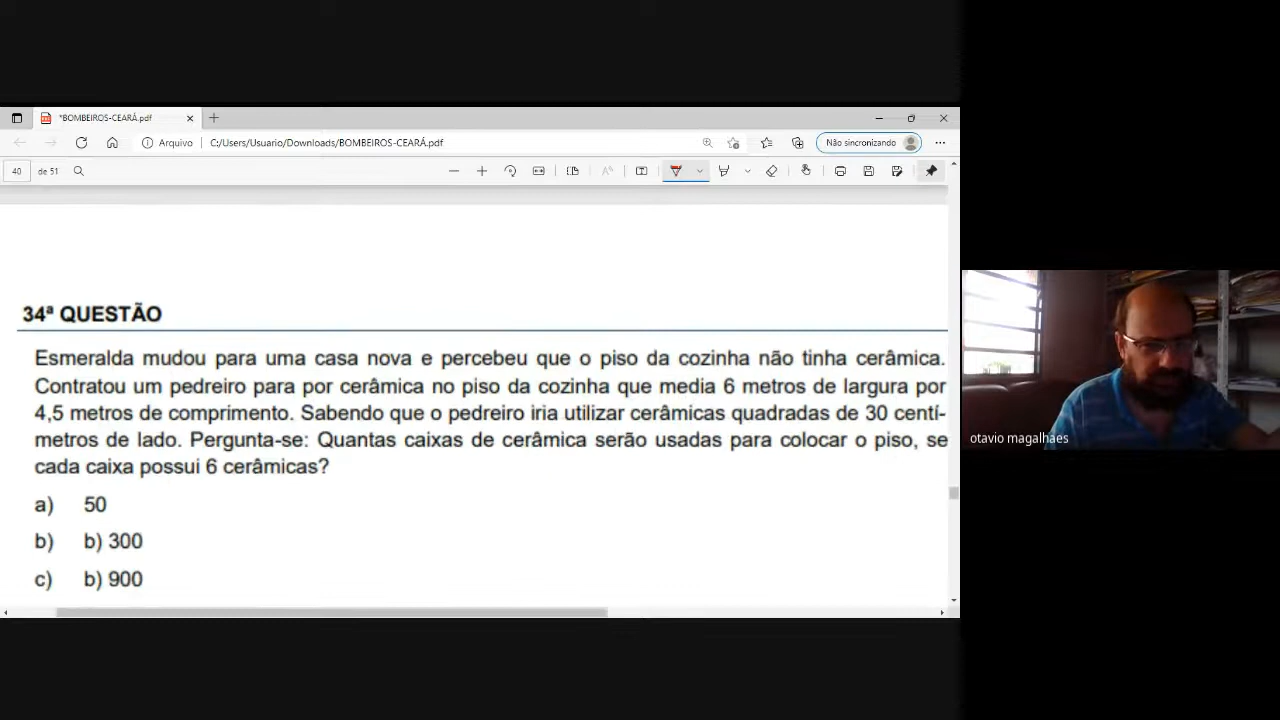 *BOMBEIROS-CEARÁ.pdf
Arquivo C:/Users/Usuario/Downloads/BOMBEIROS-CEARÁ.pdf Não sincronizando
40 de 51
34ª QUESTÃO
Esmeralda mudou para uma casa nova e percebeu que o piso da cozinha não tinha cerâmica.
Contratou um pedreiro para por cerâmica no piso da cozinha que media 6 metros de largura por
4,5 metros de comprimento. Sabendo que o pedreiro iria utilizar cerâmicas quadradas de 30 centí-
metros de lado. Pergunta-se: Quantas caixas de cerâmica serão usadas para colocar o piso, se
cada caixa possui 6 cerâmicas?
a) 50
b) b) 300
c) b) 900
otavio magalhaes